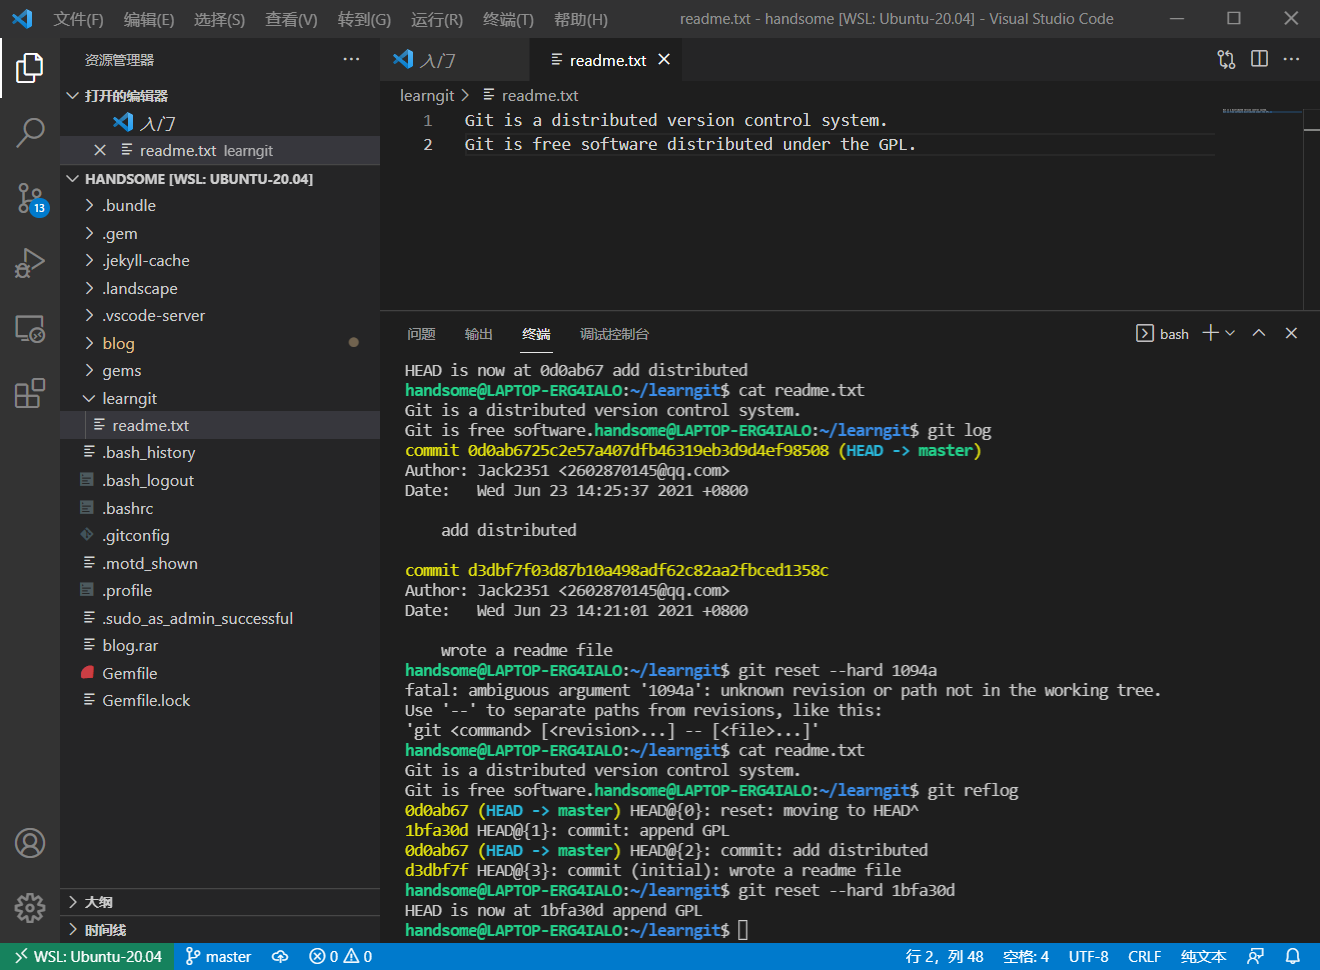 文件(F) 编辑(E) 选择(S) 查看(V) 转到(G) 运行(R) 终端(T) 帮助(H) readme.txt - handsome [WSL: Ubuntu-20.04] - Visual Studio Code
资源管理器
打开的编辑器
入门
readme.txt learngit
HANDSOME [WSL: UBUNTU-20.04]
.bundle
.gem
.jekyll-cache
.landscape
.vscode-server
blog
gems
learngit
readme.txt
.bash_history
.bash_logout
.bashrc
.gitconfig
.motd_shown
.profile
.sudo_as_admin_successful
blog.rar
Gemfile
Gemfile.lock
大纲
时间线
13
入门 readme.txt
learngit > readme.txt
1 Git is a distributed version control system.
2 Git is free software distributed under the GPL.
问题 输出 终端 调试控制台 bash
HEAD is now at 0d0ab67 add distributed
handsome@LAPTOP-ERG4IALO:~/learngit$ cat readme.txt
Git is a distributed version control system.
Git is free software.handsome@LAPTOP-ERG4IALO:~/learngit$ git log
commit 0d0ab6725c2e57a407dfb46319eb3d9d4ef98508 (HEAD -> master)
Author: Jack2351 <2602870145@qq.com>
Date:   Wed Jun 23 14:25:37 2021 +0800
add distributed
commit d3dbf7f03d87b10a498adf62c82aa2fbced1358c
Author: Jack2351 <2602870145@qq.com>
Date:   Wed Jun 23 14:21:01 2021 +0800
wrote a readme file
handsome@LAPTOP-ERG4IALO:~/learngit$ git reset --hard 1094a
fatal: ambiguous argument '1094a': unknown revision or path not in the working tree.
Use '--' to separate paths from revisions, like this:
'git <command> [<revision>...] -- [<file>...]'
handsome@LAPTOP-ERG4IALO:~/learngit$ cat readme.txt
Git is a distributed version control system.
Git is free software.handsome@LAPTOP-ERG4IALO:~/learngit$ git reflog
0d0ab67 (HEAD -> master) HEAD@{0}: reset: moving to HEAD^
1bfa30d HEAD@{1}: commit: append GPL
0d0ab67 (HEAD -> master) HEAD@{2}: commit: add distributed
d3dbf7f HEAD@{3}: commit (initial): wrote a readme file
handsome@LAPTOP-ERG4IALO:~/learngit$ git reset --hard 1bfa30d
HEAD is now at 1bfa30d append GPL
handsome@LAPTOP-ERG4IALO:~/learngit$
WSL: Ubuntu-20.04 master 0 0 行 2，列 48 空格: 4 UTF-8 CRLF 纯文本